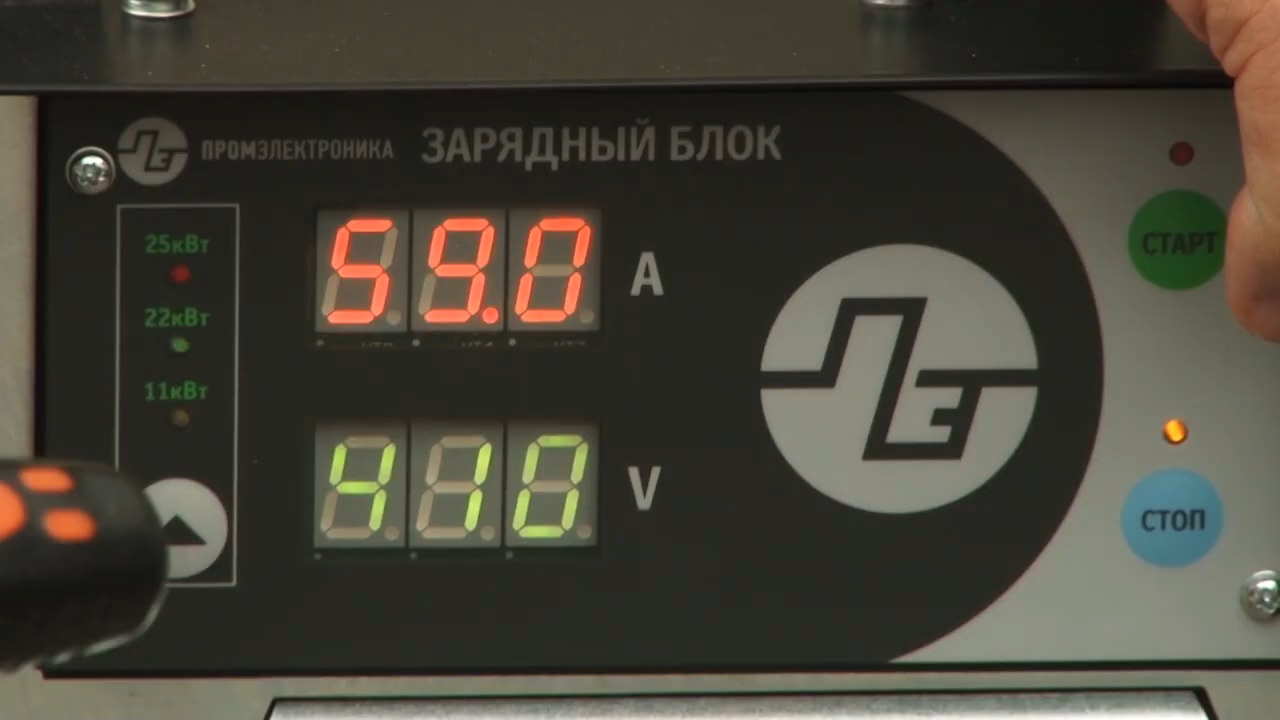 ПРОМЭЛЕКТРОНИКА
ЗАРЯДНЫЙ БЛОК
25кВт
22кВт
11кВт
59.0 A
410 V
СТАРТ
СТОП